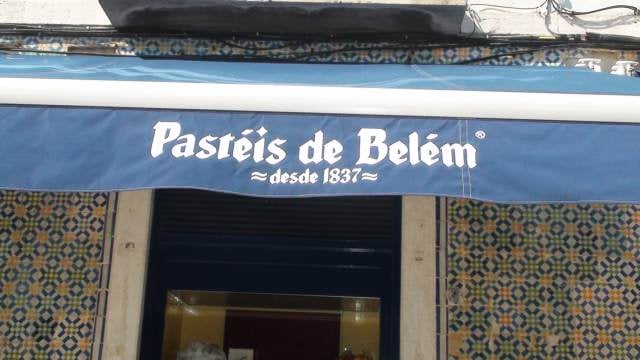 Pastéis de Belém®
≈desde 1837≈